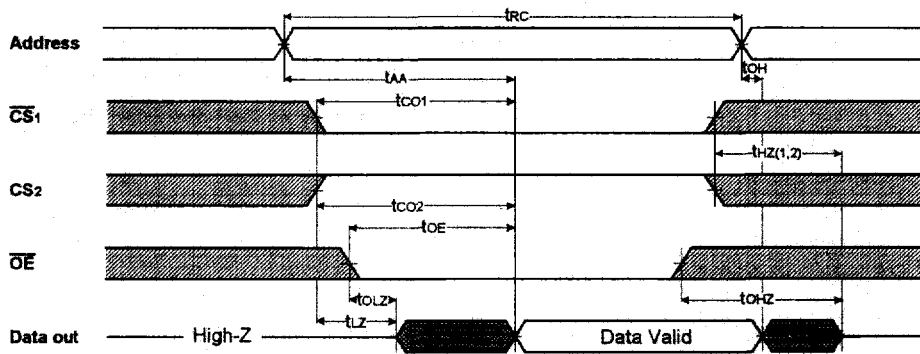 tRC
Address
tOH
tAA
CS1
tCO1
tHZ(1,2)
CS2
tCO2
tOE
OE
tOLZ
tOHZ
tLZ
Data out
High-Z
Data Valid